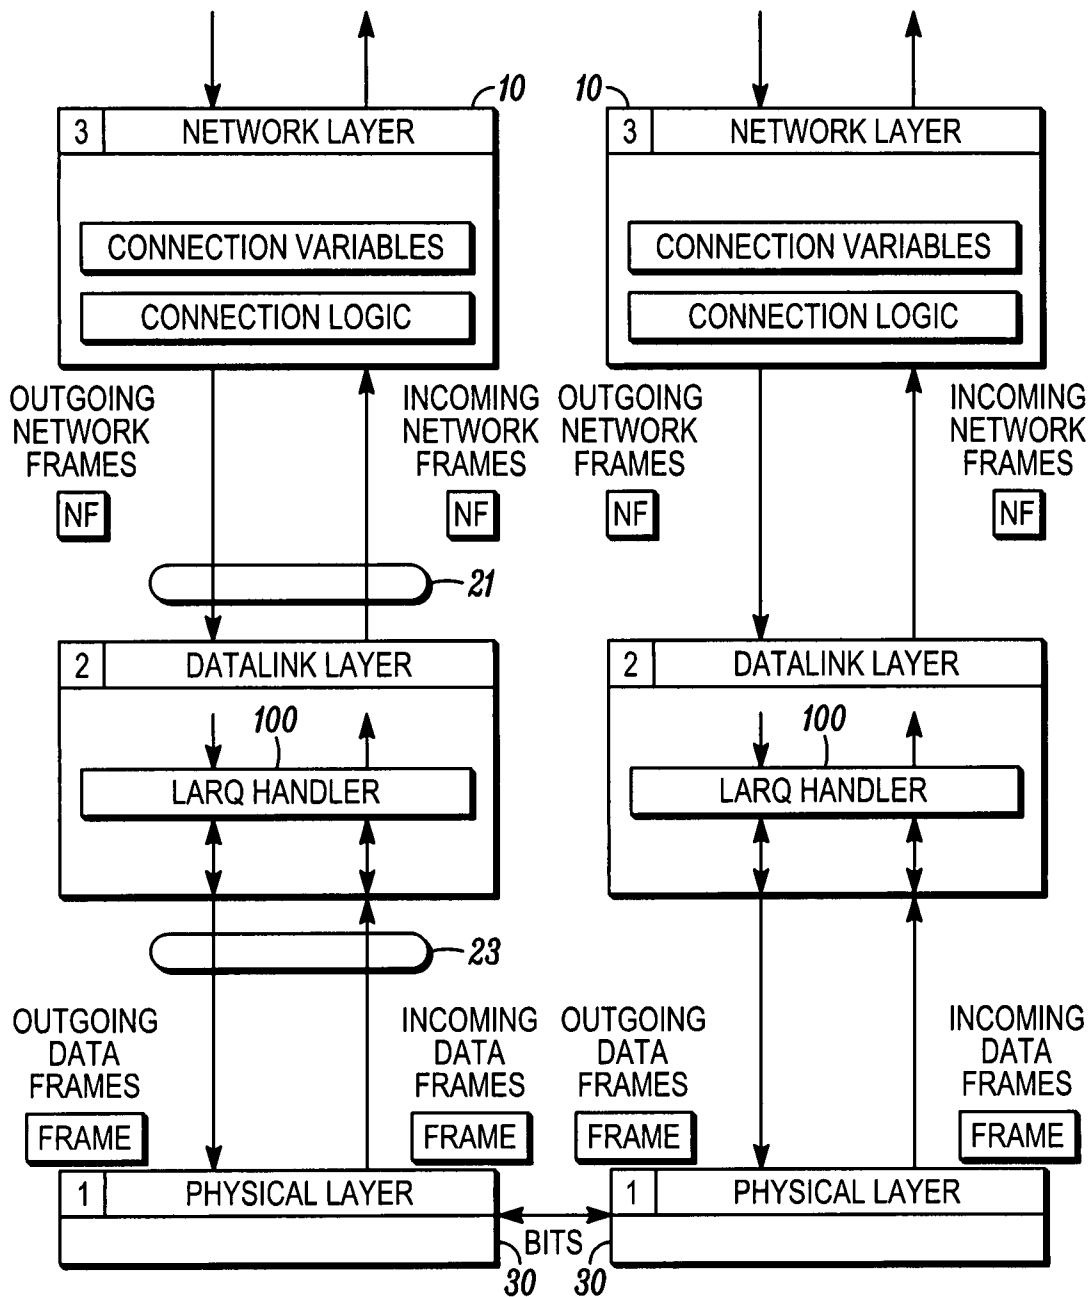 10
3 NETWORK LAYER
CONNECTION VARIABLES
CONNECTION LOGIC
OUTGOING
NETWORK
FRAMES
NF
INCOMING
NETWORK
FRAMES
NF
21
2 DATALINK LAYER
100
LARQ HANDLER
23
OUTGOING
DATA
FRAMES
FRAME
INCOMING
DATA
FRAMES
FRAME
1 PHYSICAL LAYER
30
BITS
10
3 NETWORK LAYER
CONNECTION VARIABLES
CONNECTION LOGIC
OUTGOING
NETWORK
FRAMES
NF
INCOMING
NETWORK
FRAMES
NF
2 DATALINK LAYER
100
LARQ HANDLER
OUTGOING
DATA
FRAMES
FRAME
INCOMING
DATA
FRAMES
FRAME
1 PHYSICAL LAYER
30